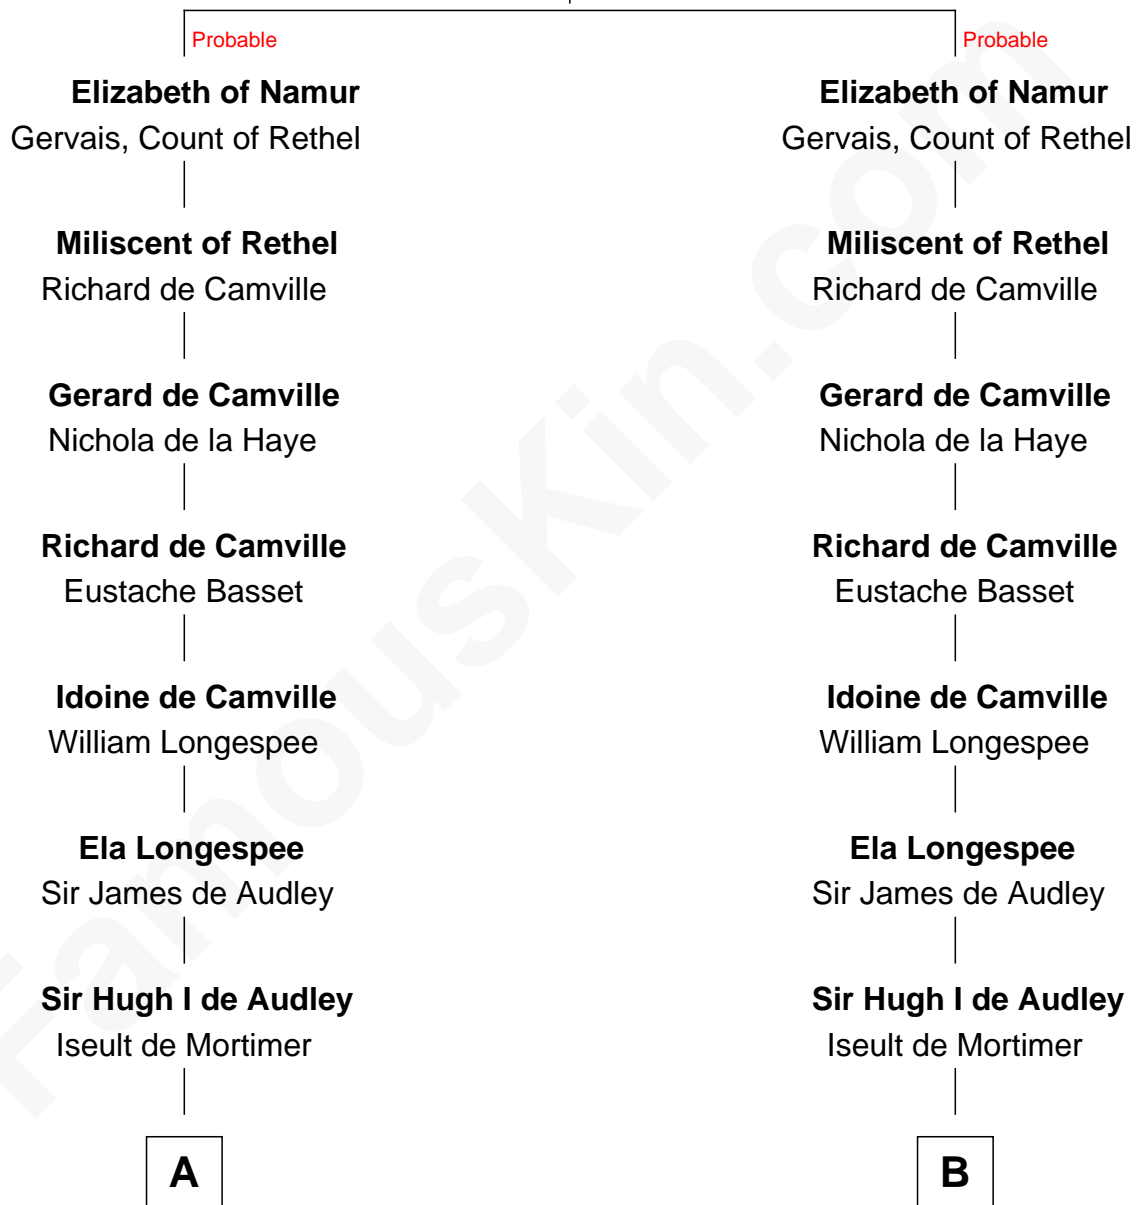 Probable
Elizabeth of Namur
Gervais, Count of Rethel
Miliscent of Rethel
Richard de Camville
Gerard de Camville
Nichola de la Haye
Richard de Camville
Eustache Basset
Idoine de Camville
William Longespee
Ela Longespee
Sir James de Audley
Sir Hugh I de Audley
Iseult de Mortimer
A
Probable
Elizabeth of Namur
Gervais, Count of Rethel
Miliscent of Rethel
Richard de Camville
Gerard de Camville
Nichola de la Haye
Richard de Camville
Eustache Basset
Idoine de Camville
William Longespee
Ela Longespee
Sir James de Audley
Sir Hugh I de Audley
Iseult de Mortimer
B
FamousKin.com